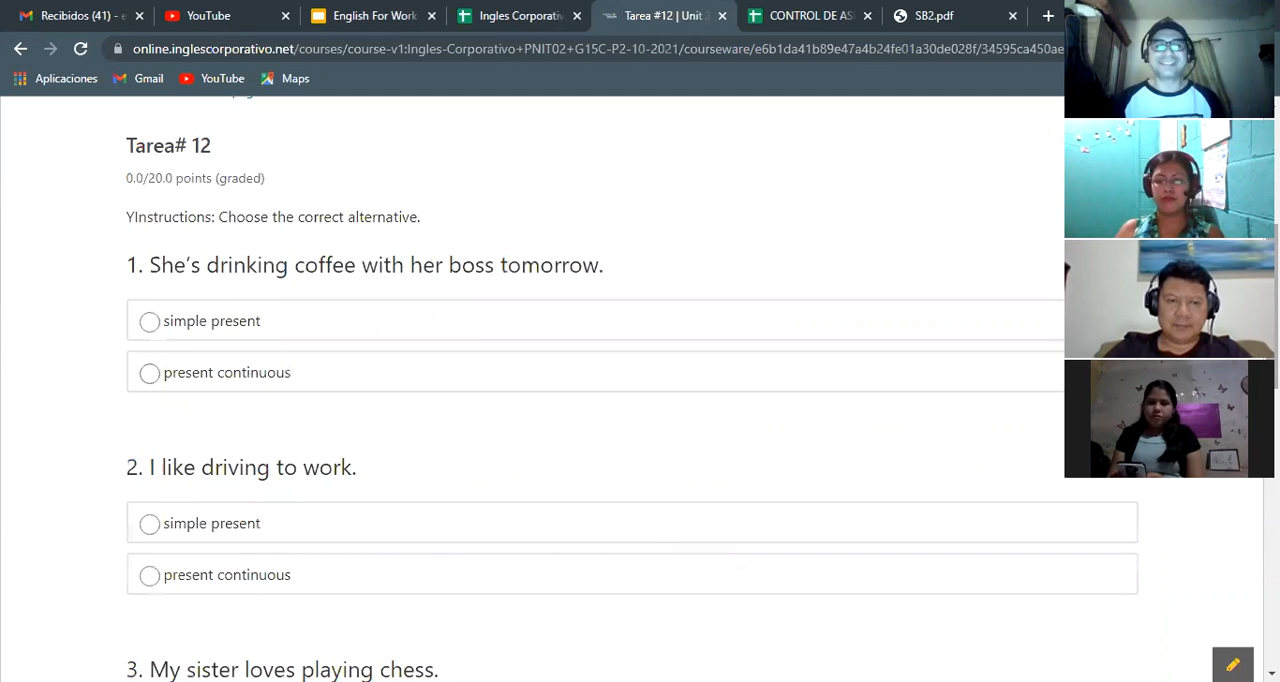 Recibidos (41) - e
YouTube
English For Work
Ingles Corporativ
Tarea #12 | Unit 3
CONTROL DE AS
SB2.pdf
online.inglescorporativo.net/courses/course-v1:Ingles-Corporativo+PNIT02+G15C-P2-10-2021/courseware/e6b1da41b89e47a4b24fe01a30de028f/34595ca450ae
Aplicaciones
Gmail
YouTube
Maps
Tarea# 12
0.0/20.0 points (graded)
YInstructions: Choose the correct alternative.
1. She’s drinking coffee with her boss tomorrow.
simple present
present continuous
2. I like driving to work.
simple present
present continuous
3. My sister loves playing chess.